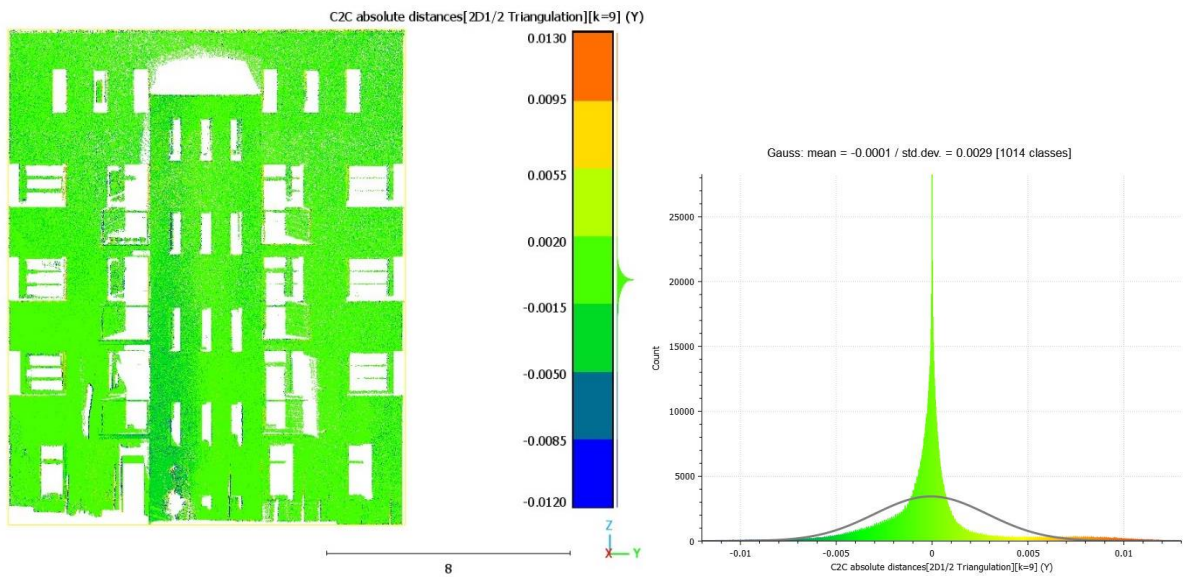 C2C absolute distances[2D1/2 Triangulation][k=9] (Y)
0.0130
0.0095
0.0055
0.0020
-0.0015
-0.0050
-0.0085
-0.0120
Z
X Y
8
Gauss: mean = -0.0001 / std.dev. = 0.0029 [1014 classes]
25000
20000
15000
10000
5000
0
Count
-0.01 -0.005 0 0.005 0.01
C2C absolute distances[2D1/2 Triangulation][k=9] (Y)